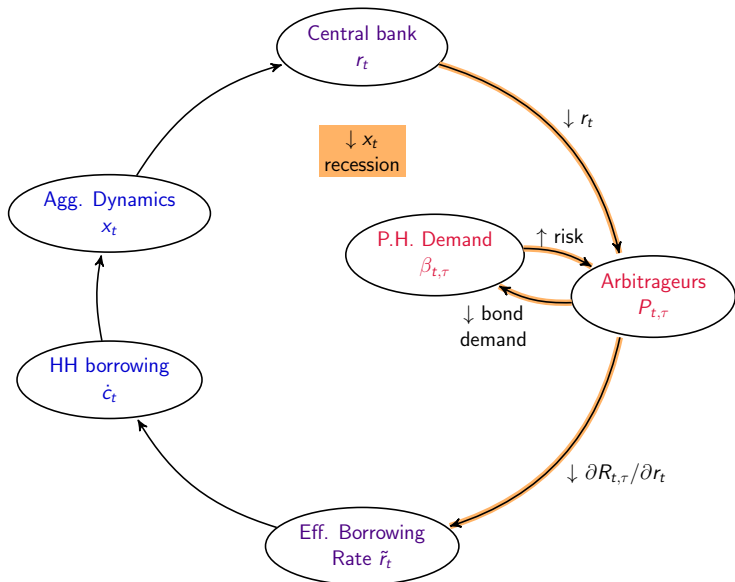 Central bank
r_t
↓ r_t
↓ x_t
recession
Agg. Dynamics
x_t
P.H. Demand
β_{t,τ}
↑ risk
Arbitrageurs
P_{t,τ}
↓ bond
demand
HH borrowing
ċ_t
↓ ∂R_{t,τ}/∂r_t
Eff. Borrowing
Rate r̃_t